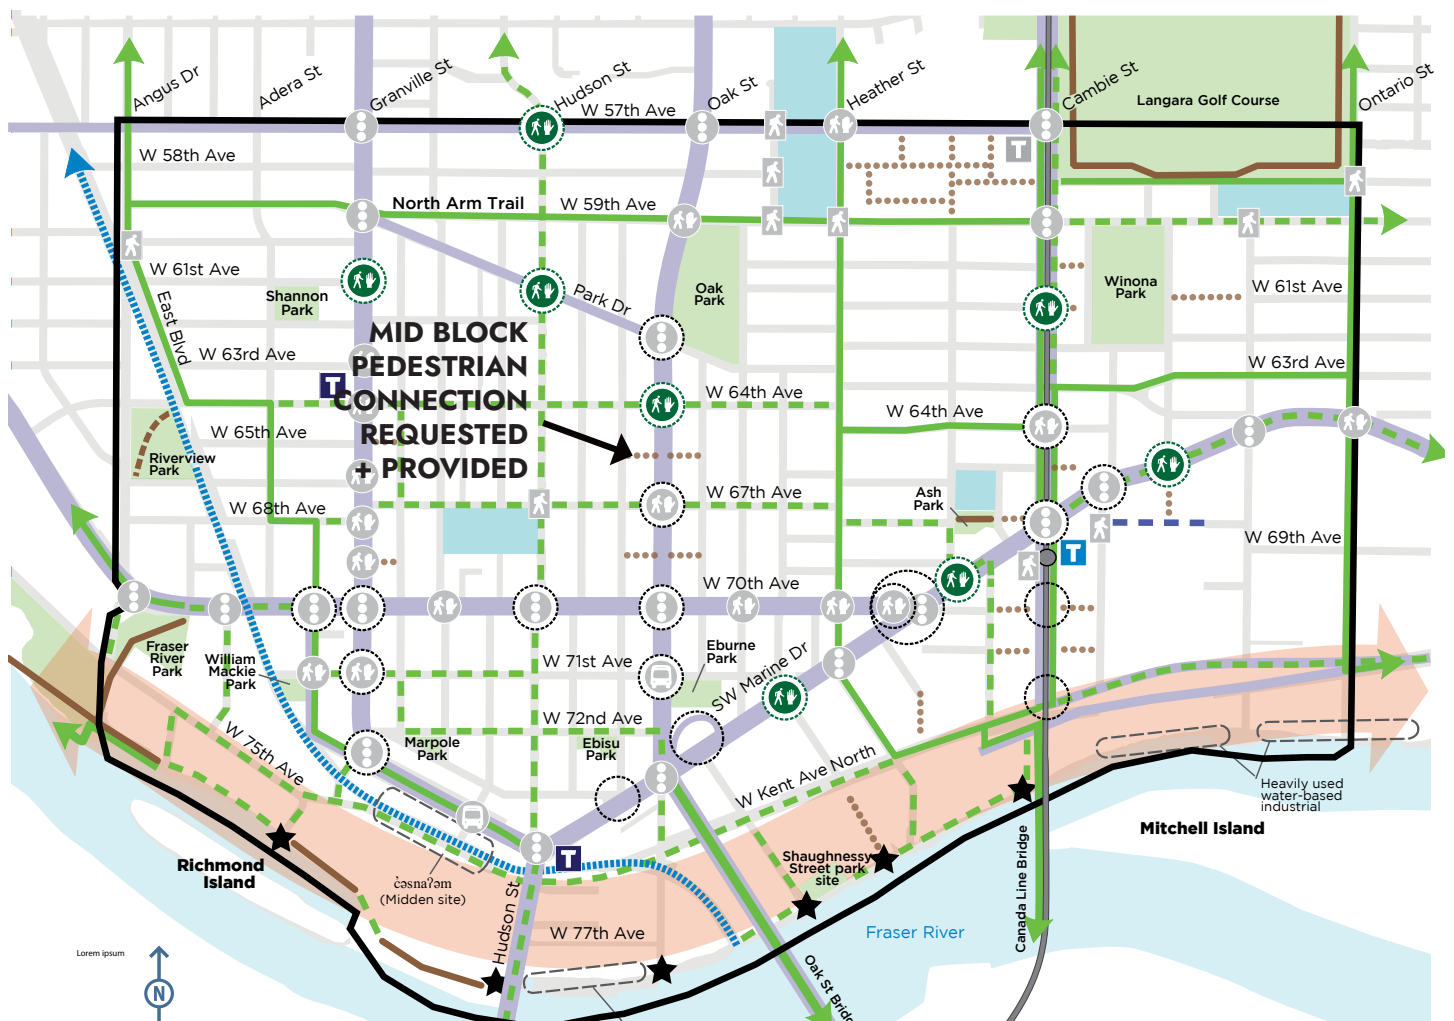 Angus Dr
Adera St
Granville St
Hudson St
Oak St
Heather St
Cambie St
Ontario St
Langara Golf Course
W 57th Ave
W 58th Ave
North Arm Trail
W 59th Ave
T
W 61st Ave
East Blvd
Shannon
Park
Park Dr
Oak
Park
Winona
Park
W 61st Ave
MID BLOCK
PEDESTRIAN
CONNECTION
REQUESTED
+ PROVIDED
W 63rd Ave
T
W 63rd Ave
W 64th Ave
W 64th Ave
W 65th Ave
Riverview
Park
W 67th Ave
Ash
Park
W 68th Ave
W 69th Ave
T
W 70th Ave
Fraser
River
Park
William
Mackie
Park
W 71st Ave
Eburne
Park
SW Marine Dr
W 72nd Ave
W 75th Ave
Marpole
Park
Ebisu
Park
W Kent Ave North
Heavily used
water-based
industrial
Mitchell Island
Richmond
Island
T
c̓əsnaʔəm
(Midden site)
Shaughnessy
Street park
site
Hudson St
W 77th Ave
Fraser River
Canada Line Bridge
Oak St Bridg
Lorem ipsum
N